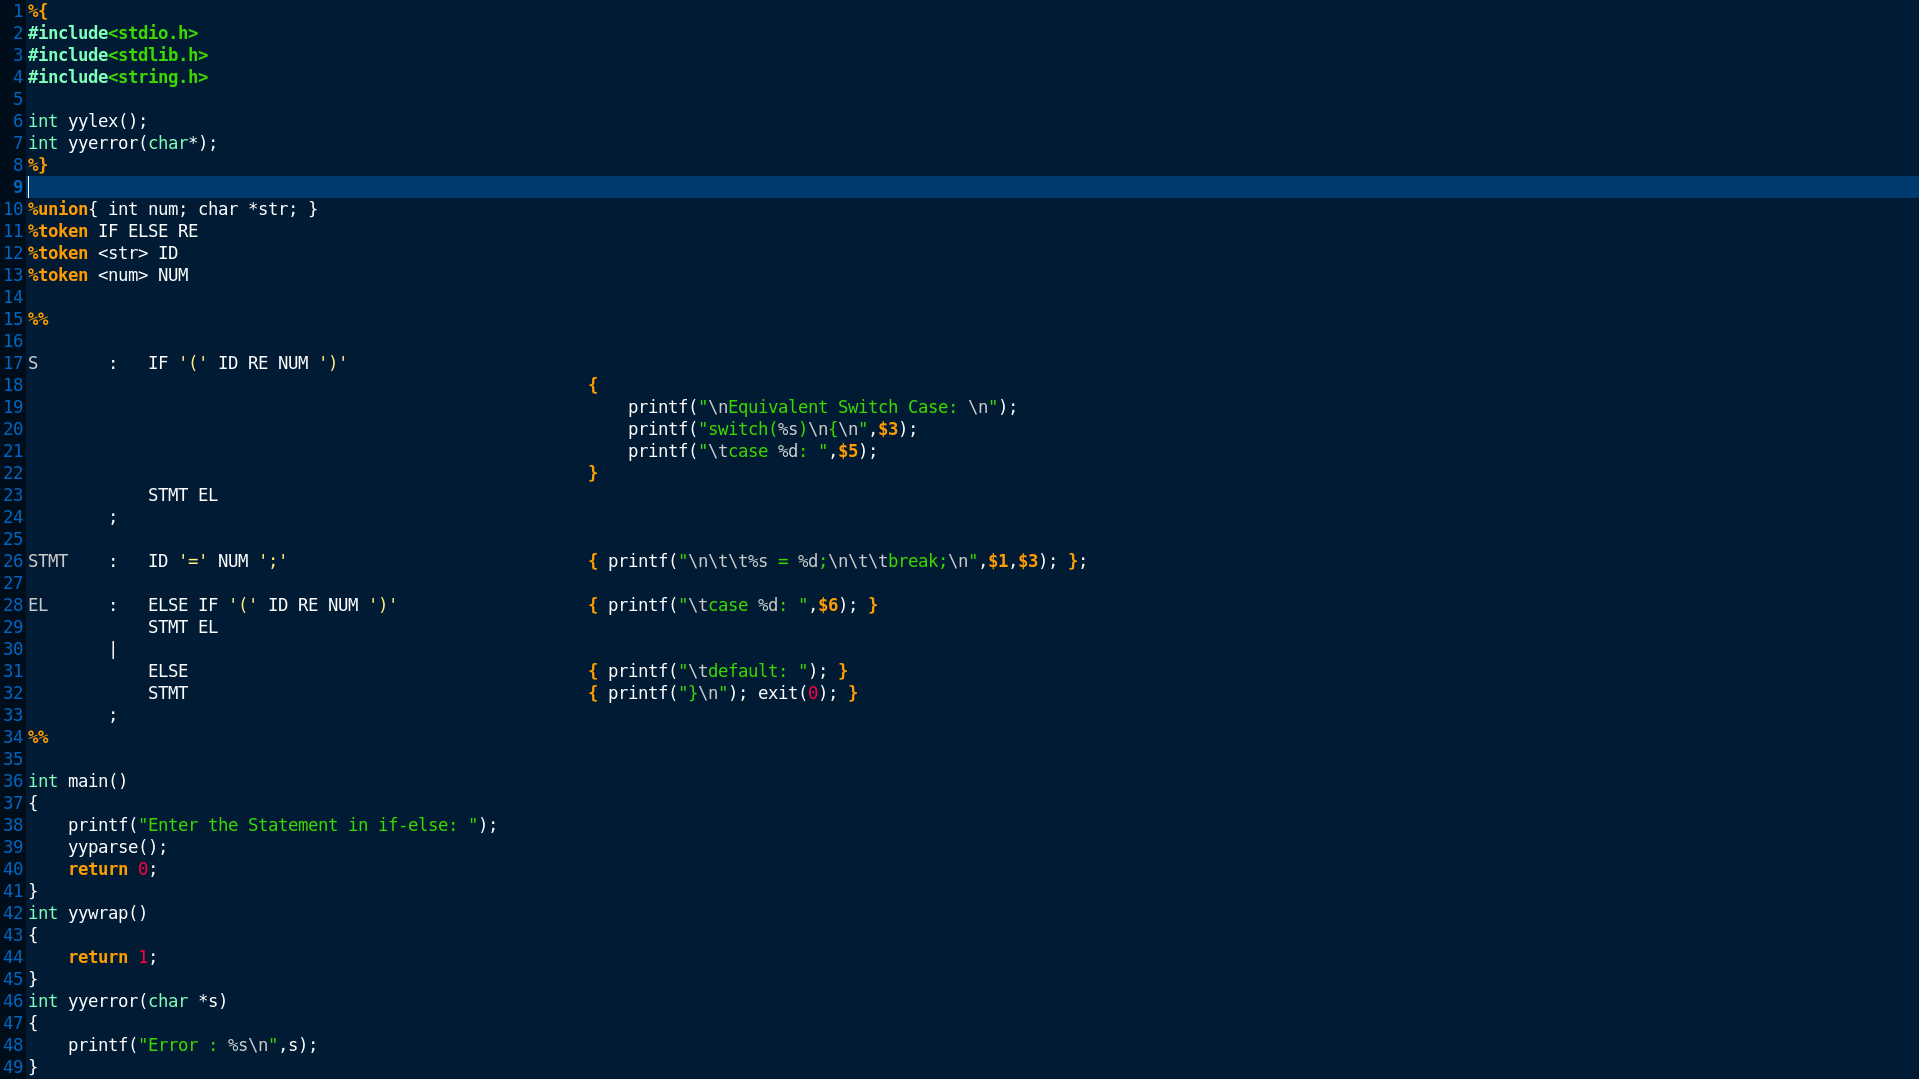 1 %{
2 #include<stdio.h>
3 #include<stdlib.h>
4 #include<string.h>
5
6 int yylex();
7 int yyerror(char*);
8 %}
9
10 %union{ int num; char *str; }
11 %token IF ELSE RE
12 %token <str> ID
13 %token <num> NUM
14
15 %%
16
17 S       :   IF '(' ID RE NUM ')'
18                                                         {
19                                                             printf("\nEquivalent Switch Case: \n");
20                                                             printf("switch(%s)\n{\n",$3);
21                                                             printf("\tcase %d: ",$5);
22                                                         }
23             STMT EL
24         ;
25
26 STMT    :   ID '=' NUM ';'                              { printf("\n\t\t%s = %d;\n\t\tbreak;\n",$1,$3); };
27
28 EL      :   ELSE IF '(' ID RE NUM ')'                   { printf("\tcase %d: ",$6); }
29             STMT EL
30         |
31             ELSE                                        { printf("\tdefault: "); }
32             STMT                                        { printf("}\n"); exit(0); }
33         ;
34 %%
35
36 int main()
37 {
38     printf("Enter the Statement in if-else: ");
39     yyparse();
40     return 0;
41 }
42 int yywrap()
43 {
44     return 1;
45 }
46 int yyerror(char *s)
47 {
48     printf("Error : %s\n",s);
49 }